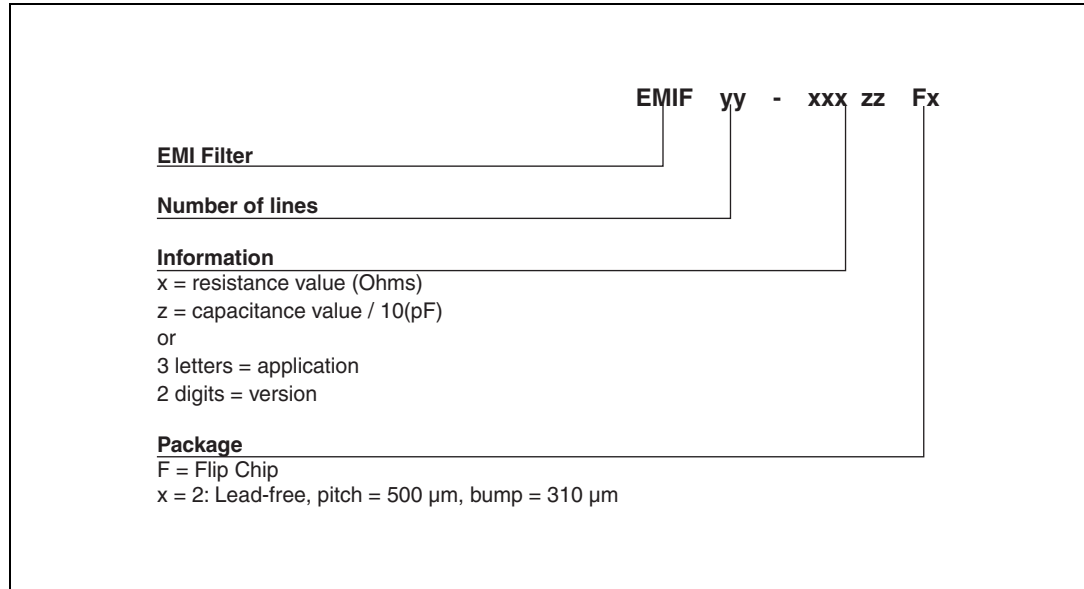 EMIF yy - xxx zz Fx
EMI Filter
Number of lines
Information
x = resistance value (Ohms)
z = capacitance value / 10(pF)
or
3 letters = application
2 digits = version
Package
F = Flip Chip
x = 2: Lead-free, pitch = 500 µm, bump = 310 µm